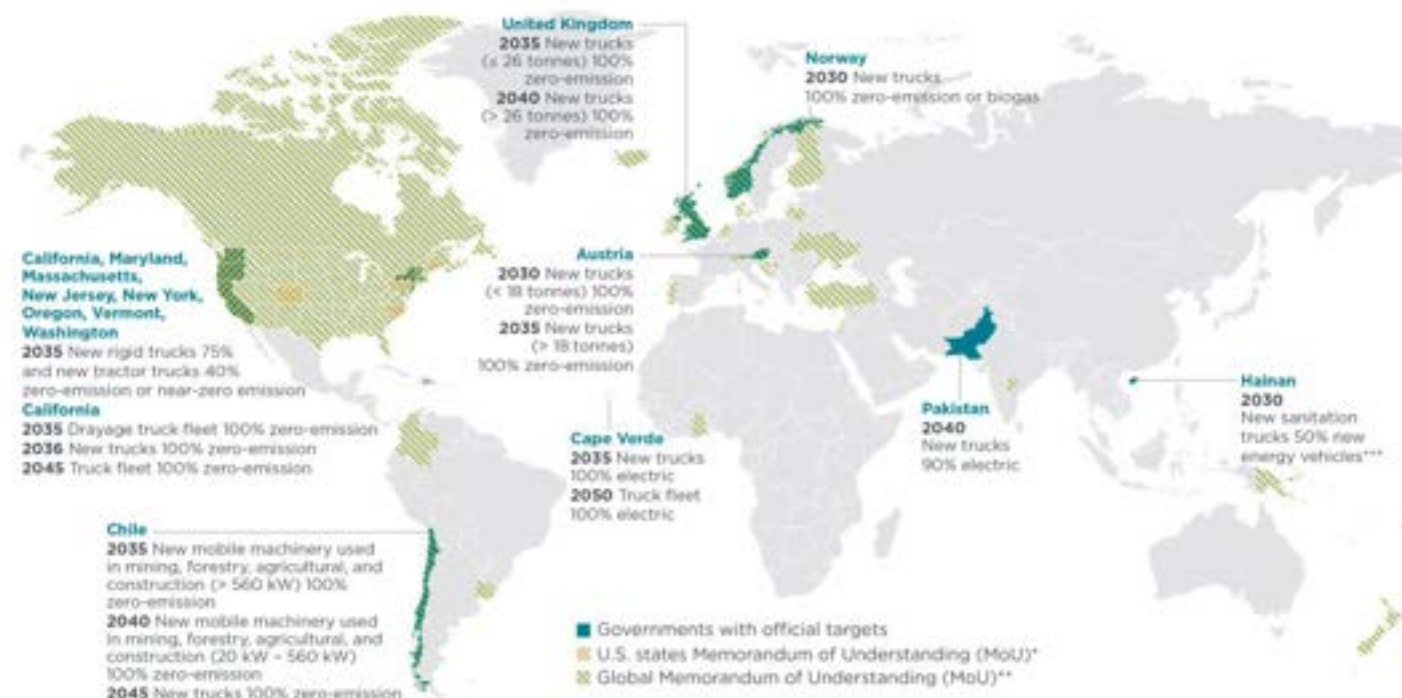 United Kingdom
2035 New trucks
(≤ 26 tonnes) 100%
zero-emission
2040 New trucks
(> 26 tonnes) 100%
zero-emission
Norway
2030 New trucks
100% zero-emission or biogas
California, Maryland,
Massachusetts,
New Jersey, New York,
Oregon, Vermont,
Washington
2035 New rigid trucks 75%
and new tractor trucks 40%
zero-emission or near-zero emission
California
2035 Drayage truck fleet 100% zero-emission
2036 New trucks 100% zero-emission
2045 Truck fleet 100% zero-emission
Austria
2030 New trucks
(< 18 tonnes) 100%
zero-emission
2035 New trucks
(> 18 tonnes)
100% zero-emission
Cape Verde
2035 New trucks
100% electric
2050 Truck fleet
100% electric
Pakistan
2040
New trucks
90% electric
Hainan
2030
New sanitation
trucks 50% new
energy vehicles***
Chile
2035 New mobile machinery used
in mining, forestry, agricultural, and
construction (> 560 kW) 100%
zero-emission
2040 New mobile machinery used
in mining, forestry, agricultural, and
construction (20 kW – 560 kW)
100% zero-emission
2045 New trucks 100% zero-emission
Governments with official targets
U.S. states Memorandum of Understanding (MoU)*
Global Memorandum of Understanding (MoU)**